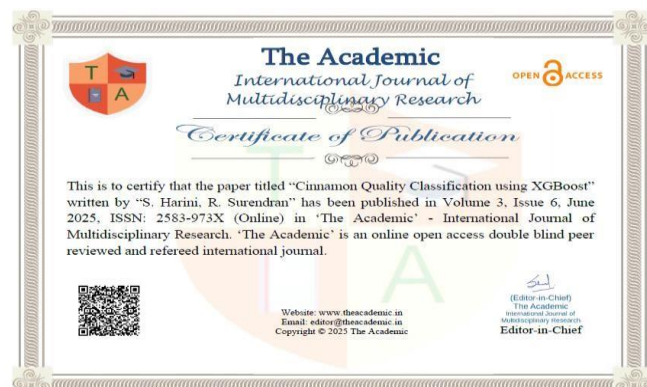 T
A
The Academic
International Journal of
Multidisciplinary Research
OPEN ACCESS
Certificate of Publication
This is to certify that the paper titled “Cinnamon Quality Classification using XGBoost”
written by “S. Harini, R. Surendran” has been published in Volume 3, Issue 6, June
2025, ISSN: 2583-973X (Online) in ‘The Academic’ - International Journal of
Multidisciplinary Research. ‘The Academic’ is an online open access double blind peer
reviewed and refereed international journal.
Website: www.theacademic.in
Email: editor@theacademic.in
Copyright © 2025 The Academic
(Editor-in-Chief)
The Academic
International Journal of
Multidisciplinary Research
Editor-in-Chief
T
A